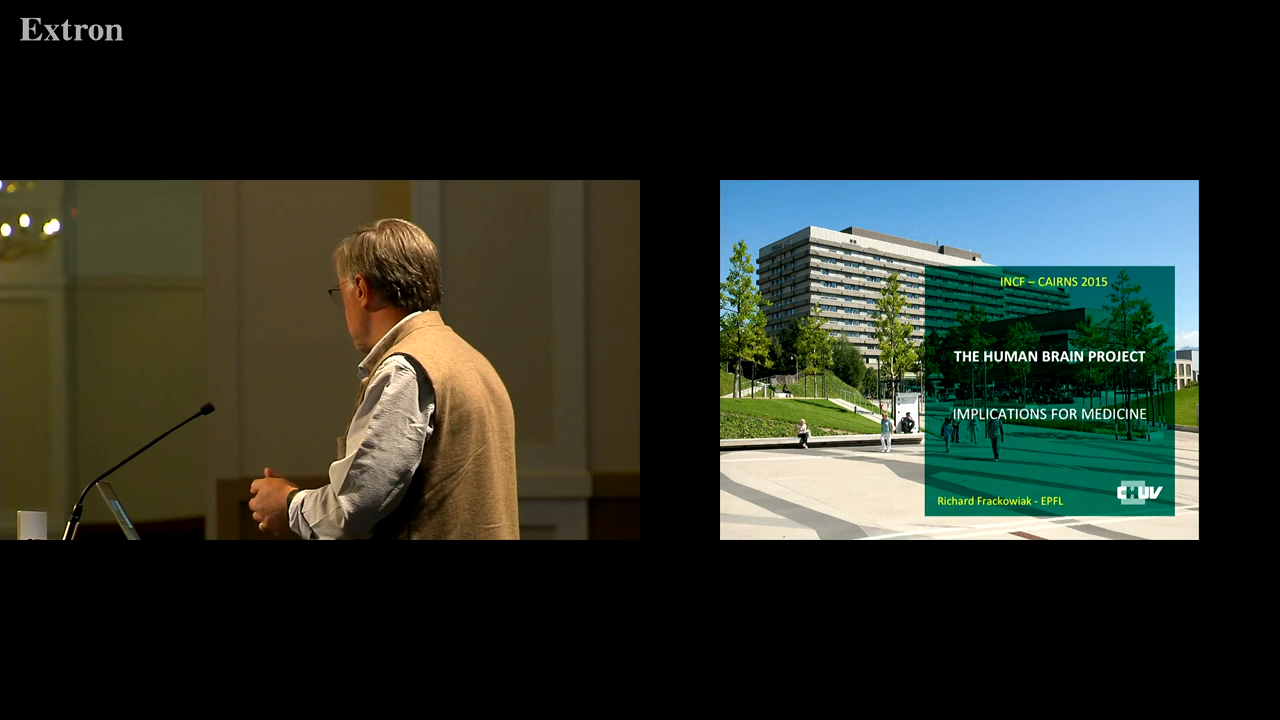 Extron
INCF – CAIRNS 2015
THE HUMAN BRAIN PROJECT
IMPLICATIONS FOR MEDICINE
Richard Frackowiak - EPFL
CHUV